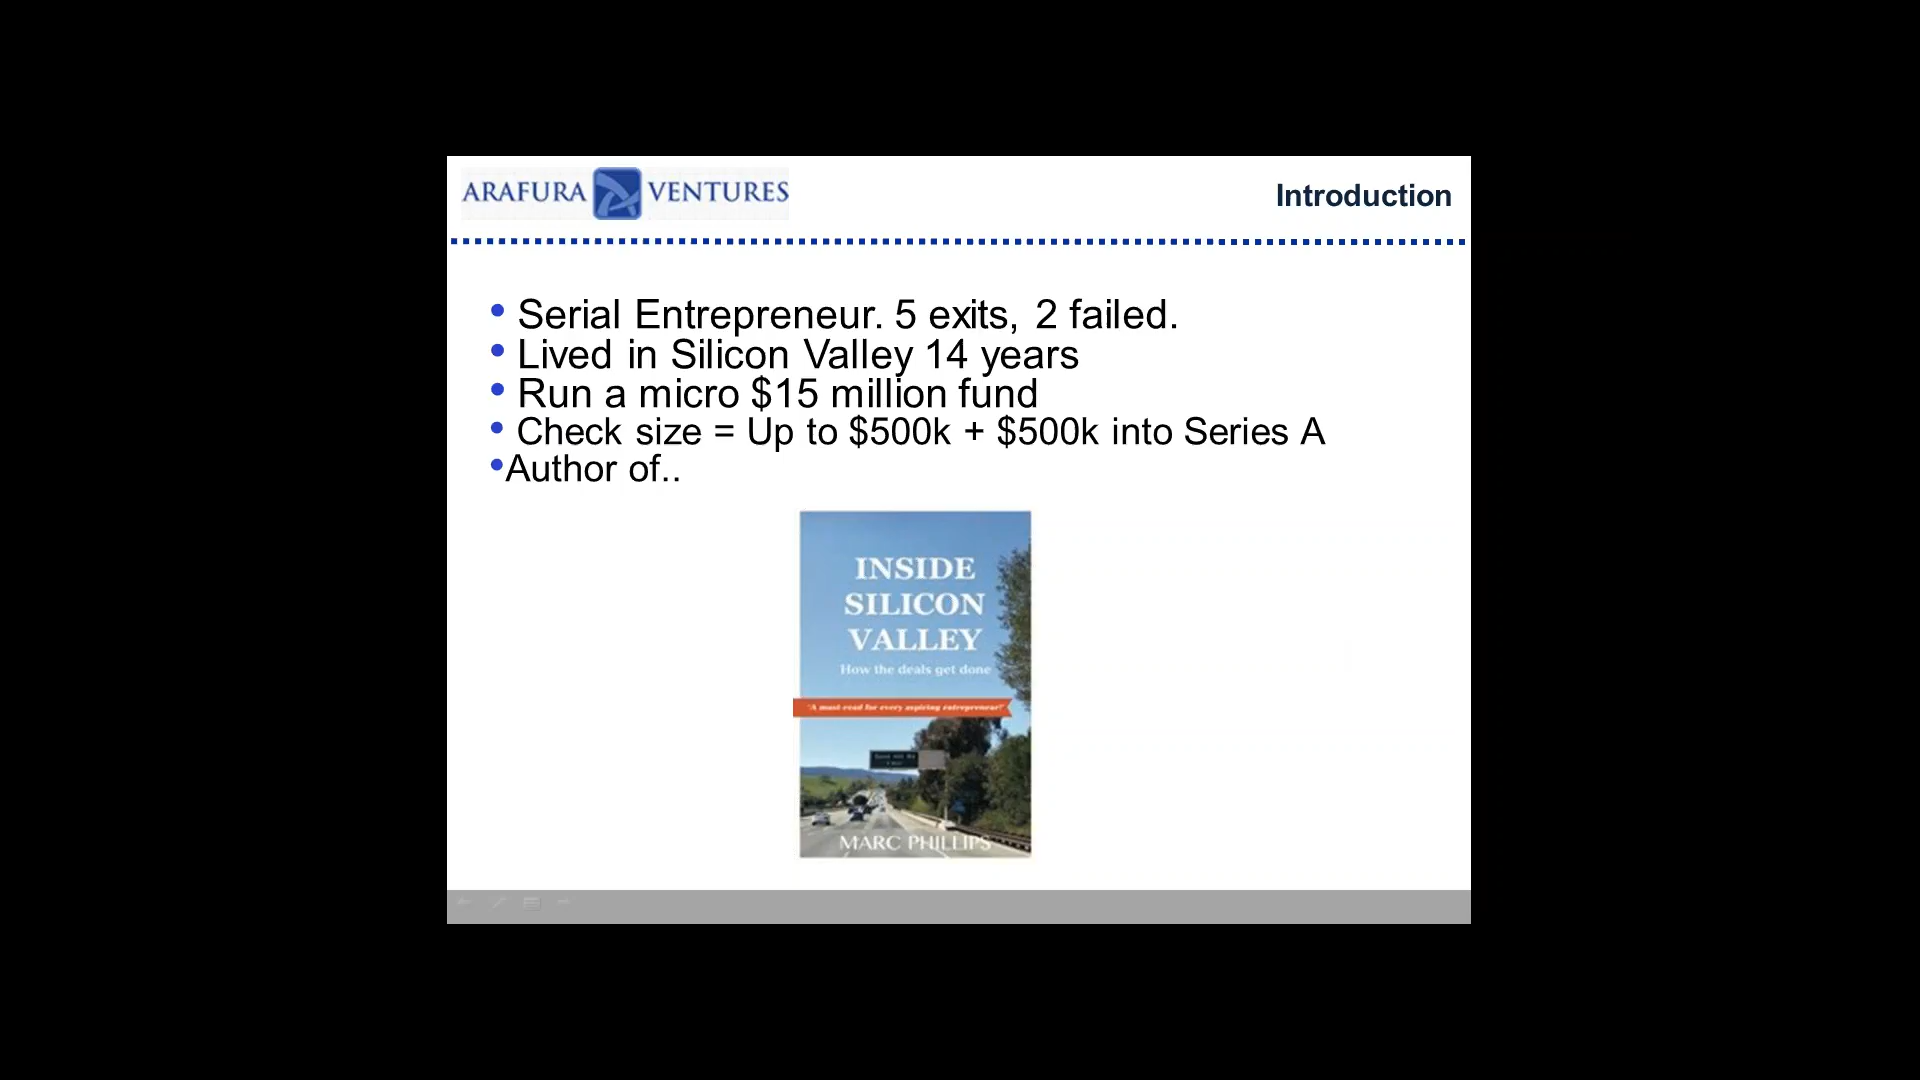 ARAFURA VENTURES
Introduction
• Serial Entrepreneur. 5 exits, 2 failed.
• Lived in Silicon Valley 14 years
• Run a micro $15 million fund
• Check size = Up to $500k + $500k into Series A
•Author of..
INSIDE
SILICON
VALLEY
How the deals get done
"A must-read for every aspiring entrepreneur!"
MARC PHILLIPS